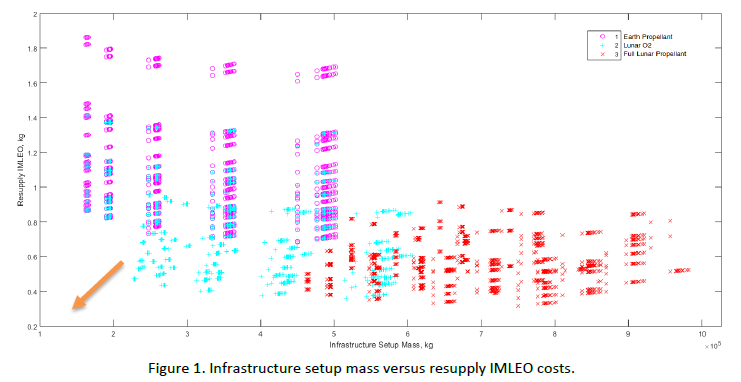 2
1.8
1.6
1.4
1.2
1
0.8
0.6
0.4
0.2
Resupply IMLEO, kg
1 Earth Propellant
2 Lunar O2
3 Full Lunar Propellant
1 2 3 4 5 6 7 8 9 10
×10⁵
Infrastructure Setup Mass, kg
Figure 1. Infrastructure setup mass versus resupply IMLEO costs.